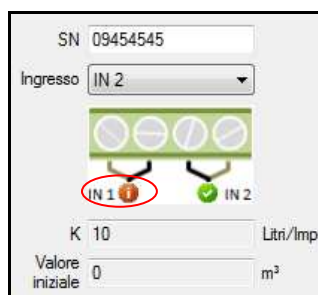 SN 09454545
Ingresso IN 2
IN 1 IN 2
K 10 Litri/Imp
Valore iniziale 0 m³